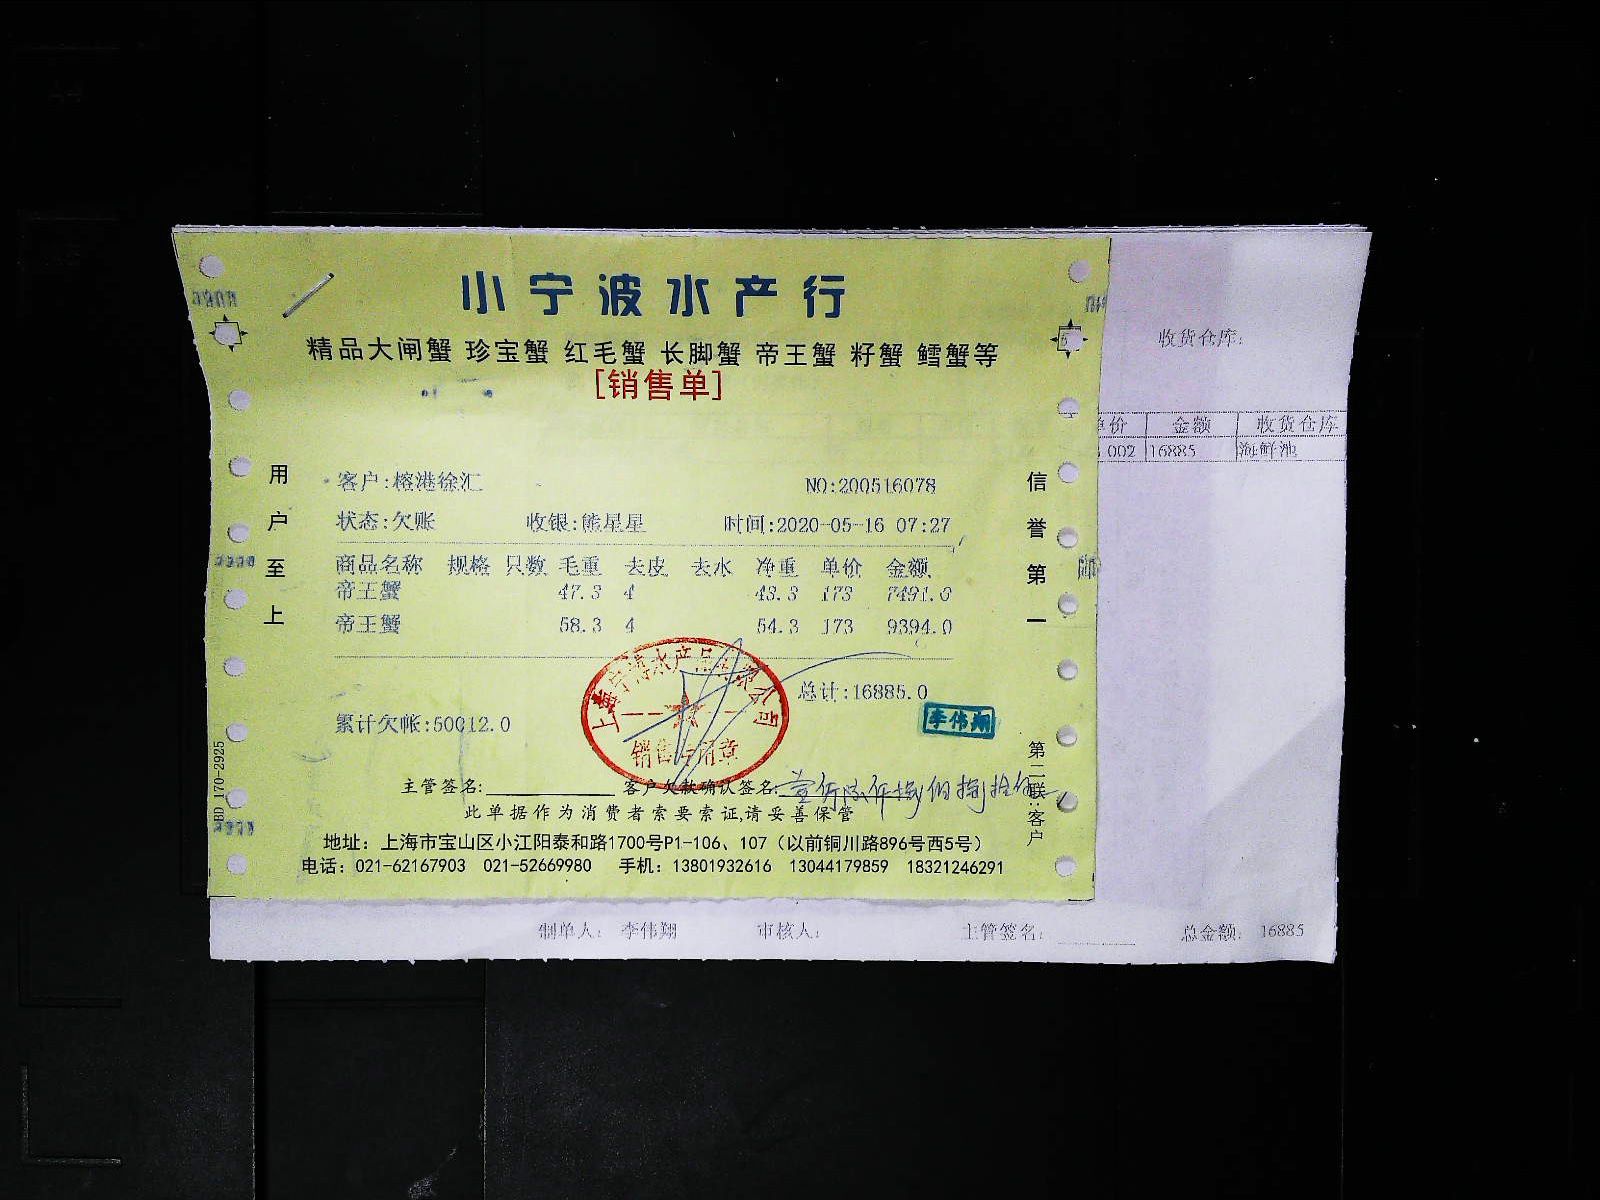 小宁波水产行
精品大闸蟹 珍宝蟹 红毛蟹 长脚蟹 帝王蟹 籽蟹 鳕蟹等
[销售单]
收货仓库:
单价 金额 收货仓库
002 16885 海鲜池
用户至上
信誉第一
客户:榕港徐汇 NO:200516078
状态:欠账 收银:熊星星 时间:2020-05-16 07:27
商品名称 规格 只数 毛重 去皮 去水 净重 单价 金额
帝王蟹 47.3 4 43.3 173 7491.0
帝王蟹 58.3 4 54.3 173 9394.0
总计:16885.0
累计欠帐:50012.0
李伟翔
销售专用章
BD 170-2925
第二联:客户
主管签名: 客户欠款确认签名:
此单据作为消费者索要索证,请妥善保管
地址：上海市宝山区小江阳泰和路1700号P1-106、107（以前铜川路896号西5号）
电话：021-62167903 021-52669980 手机：13801932616 13044179859 18321246291
制单人: 李伟翔 审核人: 主管签名: 总金额: 16885